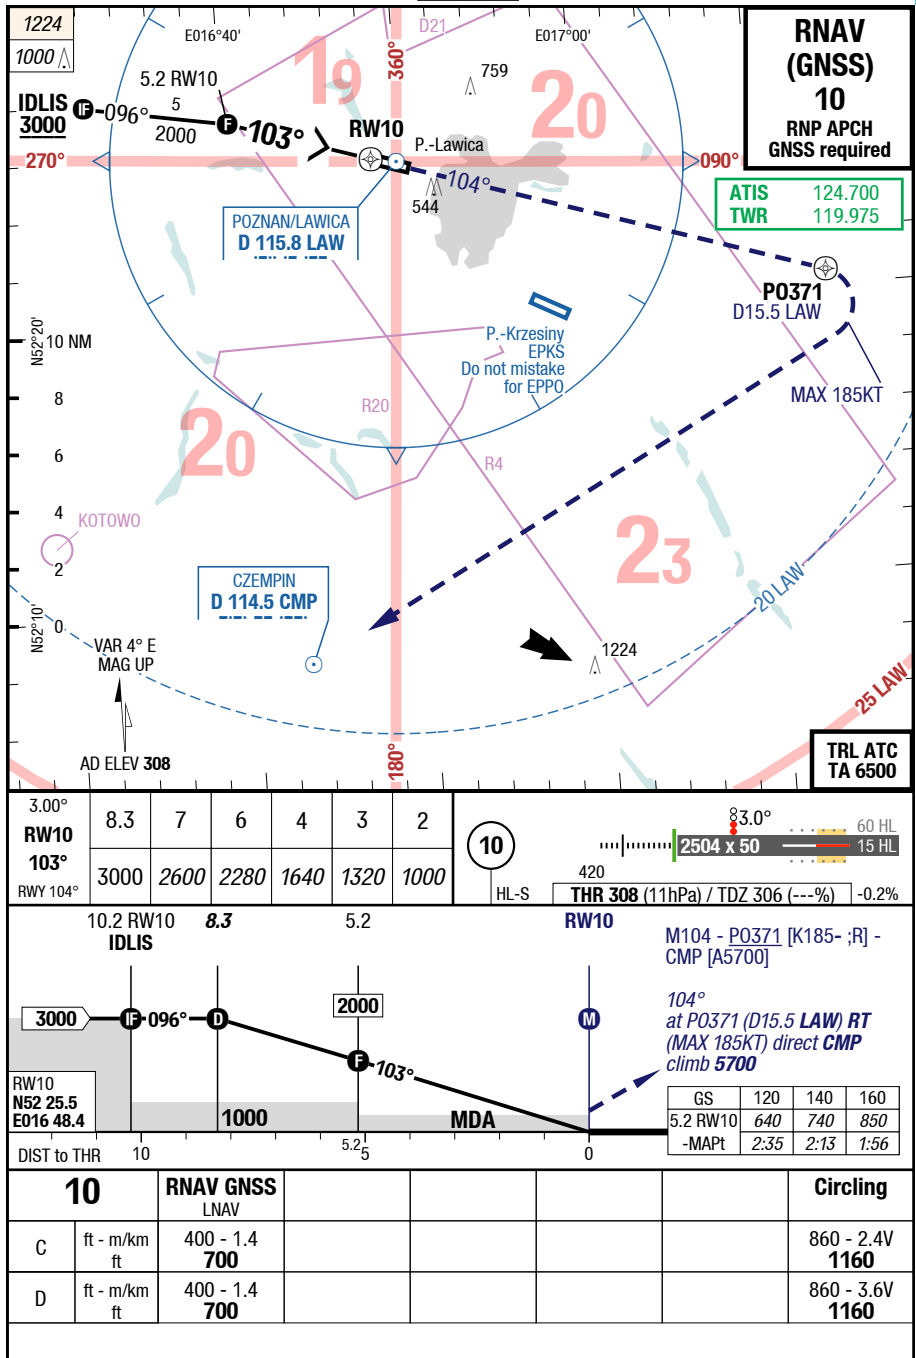 1224
1000
E016°40'
D21
E017°00'
360°
19
20
759
RNAV
(GNSS)
10
RNP APCH
GNSS required
5.2 RW10
IDLIS
3000
IF
096°
5
2000
F
103°
RW10
P.-Lawica
270°
090°
104°
544
ATIS 124.700
TWR 119.975
POZNAN/LAWICA
D 115.8 LAW
PO371
D15.5 LAW
N52°20'
10 NM
P.-Krzesiny
EPKS
Do not mistake
for EPPO
MAX 185KT
8
R20
20
6
R4
4
KOTOWO
23
2
CZEMPIN
D 114.5 CMP
20 LAW
0
N52°10'
VAR 4° E
MAG UP
1224
25 LAW
180°
AD ELEV 308
TRL ATC
TA 6500
3.00°
RW10
103°
RWY 104°
8.3 7 6 4 3 2
3000 2600 2280 1640 1320 1000
10
HL-S
3.0°
60 HL
2504 x 50
15 HL
420
THR 308 (11hPa) / TDZ 306 (---%) -0.2%
10.2 RW10 8.3 5.2 RW10
IDLIS
M104 - PO371 [K185- ;R] -
CMP [A5700]
2000
3000
IF
096°
D
M
104°
at PO371 (D15.5 LAW) RT
(MAX 185KT) direct CMP
climb 5700
F
103°
RW10
N52 25.5
E016 48.4
1000
MDA
GS 120 140 160
5.2 RW10 640 740 850
-MAPt 2:35 2:13 1:56
DIST to THR 10 5.2 5 0
10 RNAV GNSS Circling
LNAV
C ft - m/km 400 - 1.4 860 - 2.4V
ft 700 1160
D ft - m/km 400 - 1.4 860 - 3.6V
ft 700 1160